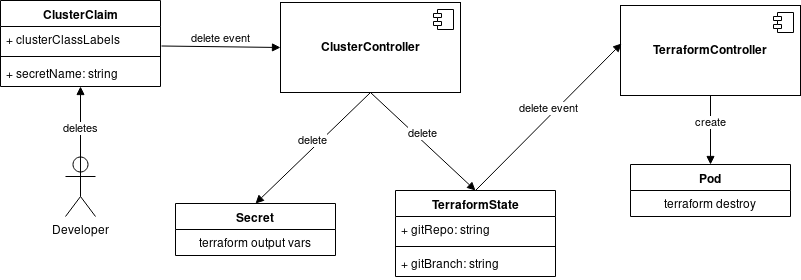 ClusterClaim
+ clusterClassLabels
+ secretName: string
deletes
Developer
delete event
ClusterController
delete
delete
Secret
terraform output vars
TerraformState
+ gitRepo: string
+ gitBranch: string
delete event
TerraformController
create
Pod
terraform destroy